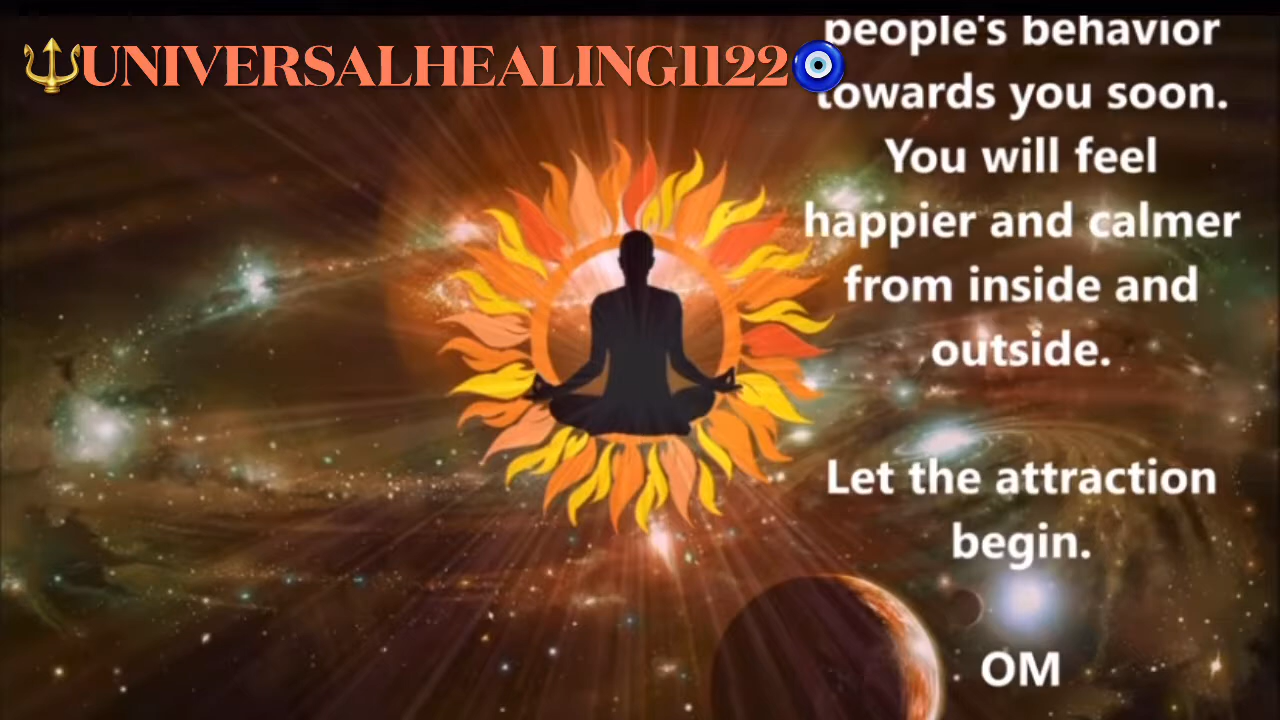 🔱UNIVERSALHEALING1122🧿
people's behavior
towards you soon.
You will feel
happier and calmer
from inside and
outside.
Let the attraction
begin.
OM